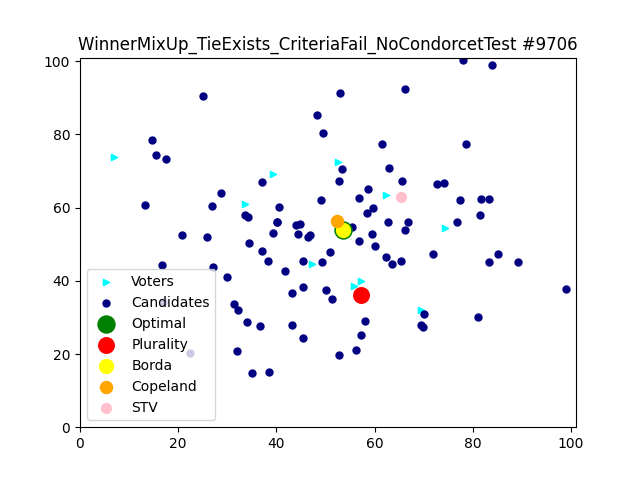 WinnerMixUp_TieExists_CriteriaFail_NoCondorcetTest #9706
100
80
60
40
20
0
Voters
Candidates
Optimal
Plurality
Borda
Copeland
STV
0 20 40 60 80 100